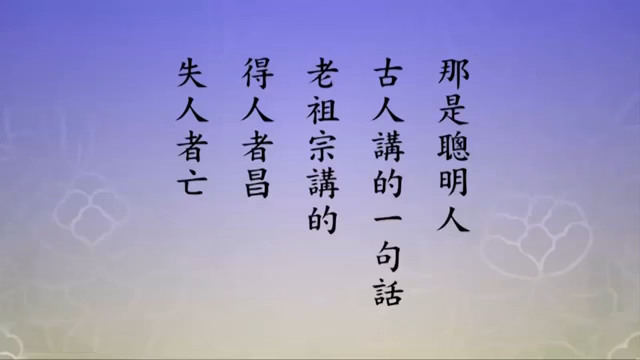 那是聰明人
古人講的一句話
老祖宗講的
得人者昌
失人者亡